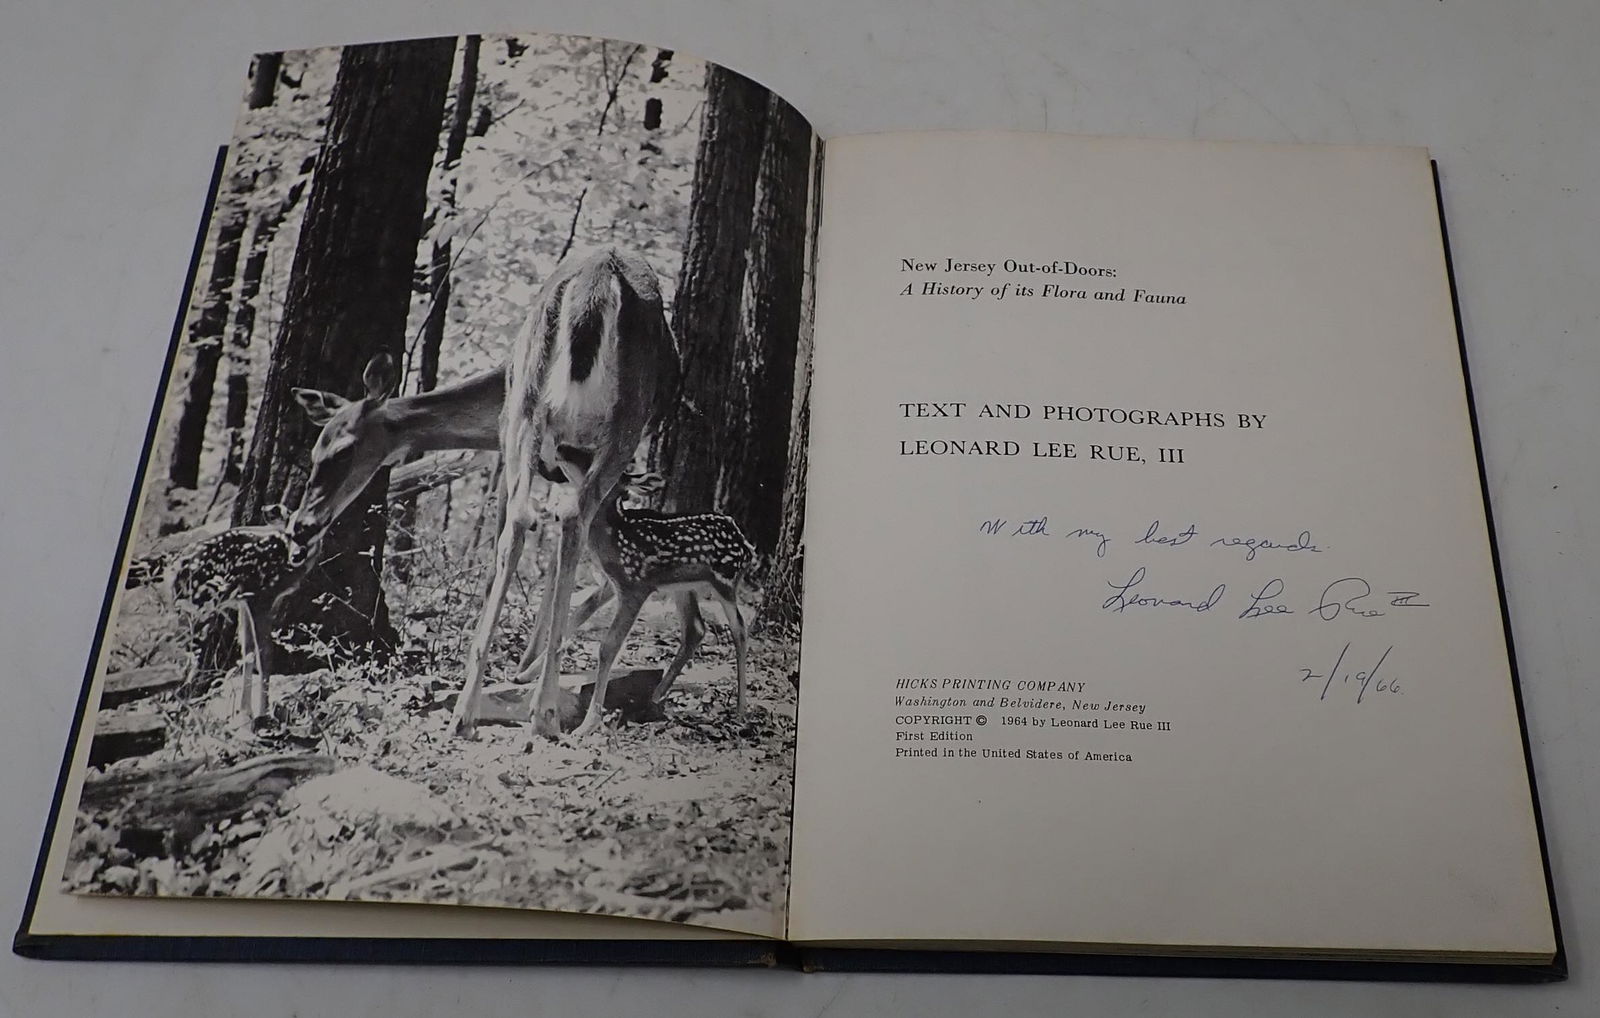 New Jersey Out-of-Doors:
A History of its Flora and Fauna
TEXT AND PHOTOGRAPHS BY
LEONARD LEE RUE, III
With my best regards.
Leonard Lee Rue III
2/19/66.
HICKS PRINTING COMPANY
Washington and Belvidere, New Jersey
COPYRIGHT © 1964 by Leonard Lee Rue III
First Edition
Printed in the United States of America